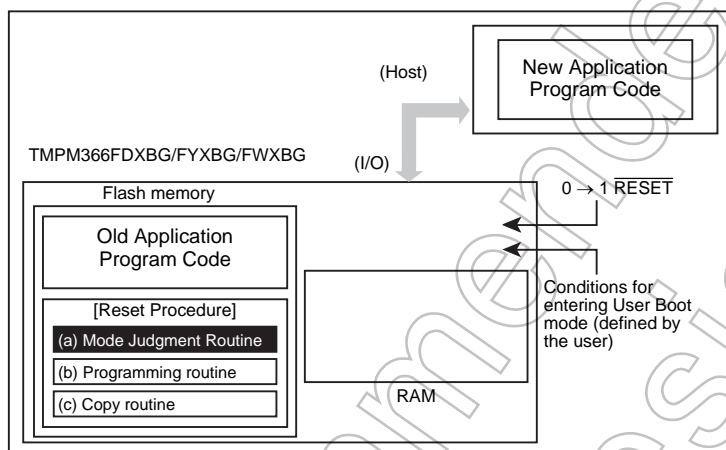 New Application
Program Code
(Host)
TMPM366FDXBG/FYXBG/FWXBG
(I/O)
Flash memory
0 → 1 RESET
Old Application
Program Code
[Reset Procedure]
(a) Mode Judgment Routine
(b) Programming routine
(c) Copy routine
RAM
Conditions for
entering User Boot
mode (defined by
the user)